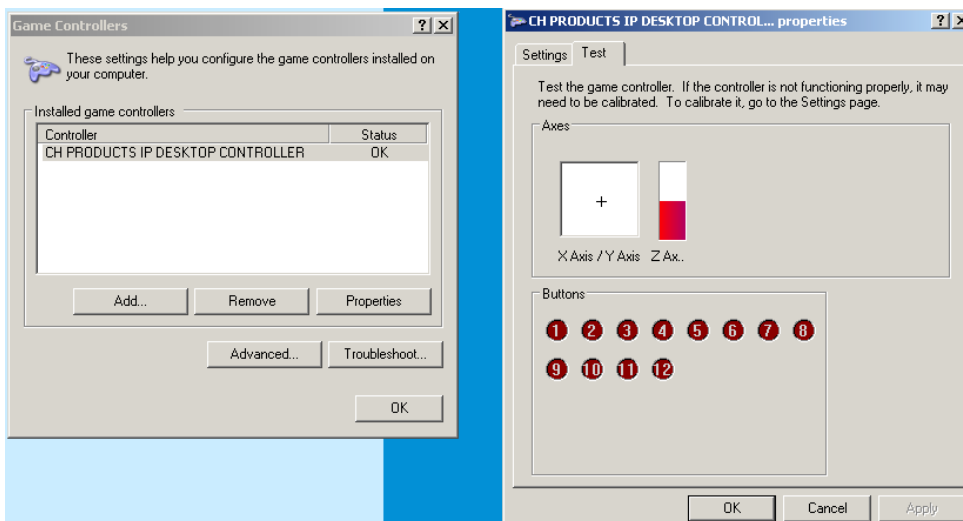 Game Controllers
These settings help you configure the game controllers installed on
your computer.
Installed game controllers
Controller Status
CH PRODUCTS IP DESKTOP CONTROLLER OK
Add... Remove Properties
Advanced... Troubleshoot...
OK
CH PRODUCTS IP DESKTOP CONTROL... properties
Settings Test
Test the game controller. If the controller is not functioning properly, it may
need to be calibrated. To calibrate it, go to the Settings page.
Axes
X Axis / Y Axis Z Ax..
Buttons
1 2 3 4 5 6 7 8
9 10 11 12
OK Cancel Apply